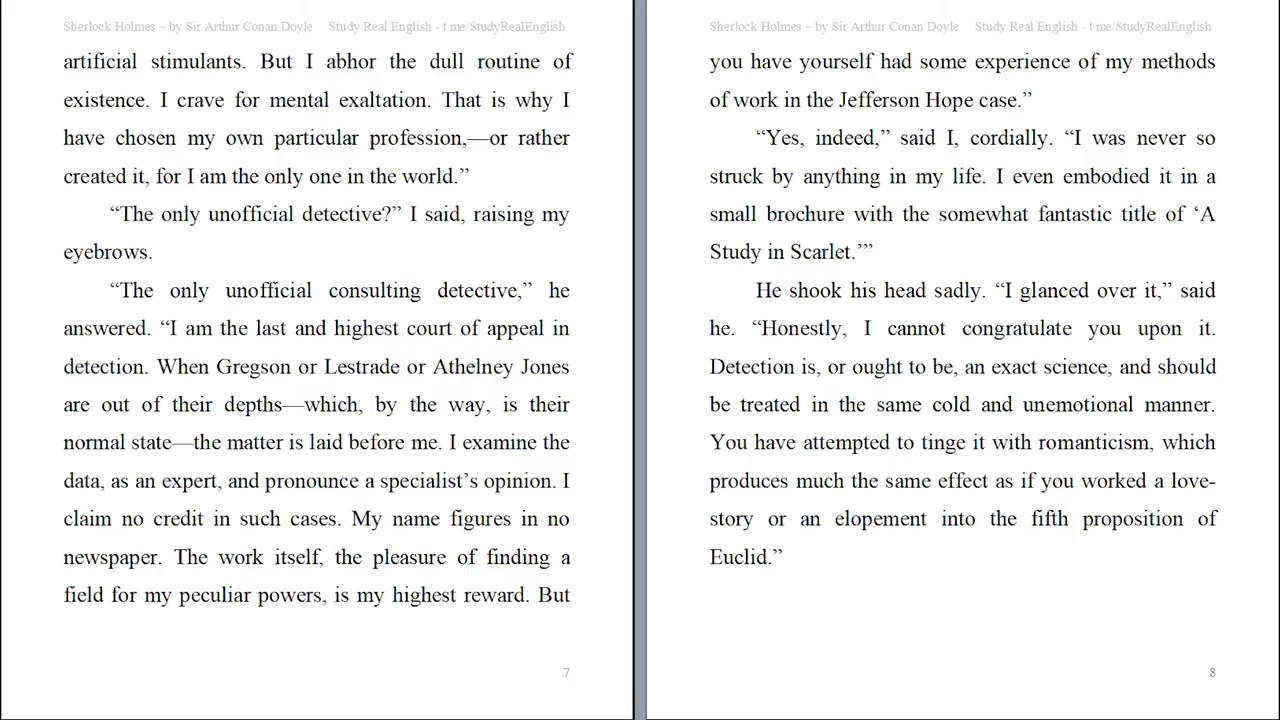 Sherlock Holmes – by Sir Arthur Conan Doyle Study Real English - t.me/StudyRealEnglish
artificial stimulants. But I abhor the dull routine of
existence. I crave for mental exaltation. That is why I
have chosen my own particular profession,—or rather
created it, for I am the only one in the world.”
“The only unofficial detective?” I said, raising my
eyebrows.
“The only unofficial consulting detective,” he
answered. “I am the last and highest court of appeal in
detection. When Gregson or Lestrade or Athelney Jones
are out of their depths—which, by the way, is their
normal state—the matter is laid before me. I examine the
data, as an expert, and pronounce a specialist’s opinion. I
claim no credit in such cases. My name figures in no
newspaper. The work itself, the pleasure of finding a
field for my peculiar powers, is my highest reward. But
7
Sherlock Holmes – by Sir Arthur Conan Doyle Study Real English - t.me/StudyRealEnglish
you have yourself had some experience of my methods
of work in the Jefferson Hope case.”
“Yes, indeed,” said I, cordially. “I was never so
struck by anything in my life. I even embodied it in a
small brochure with the somewhat fantastic title of ‘A
Study in Scarlet.’”
He shook his head sadly. “I glanced over it,” said
he. “Honestly, I cannot congratulate you upon it.
Detection is, or ought to be, an exact science, and should
be treated in the same cold and unemotional manner.
You have attempted to tinge it with romanticism, which
produces much the same effect as if you worked a love-
story or an elopement into the fifth proposition of
Euclid.”
8